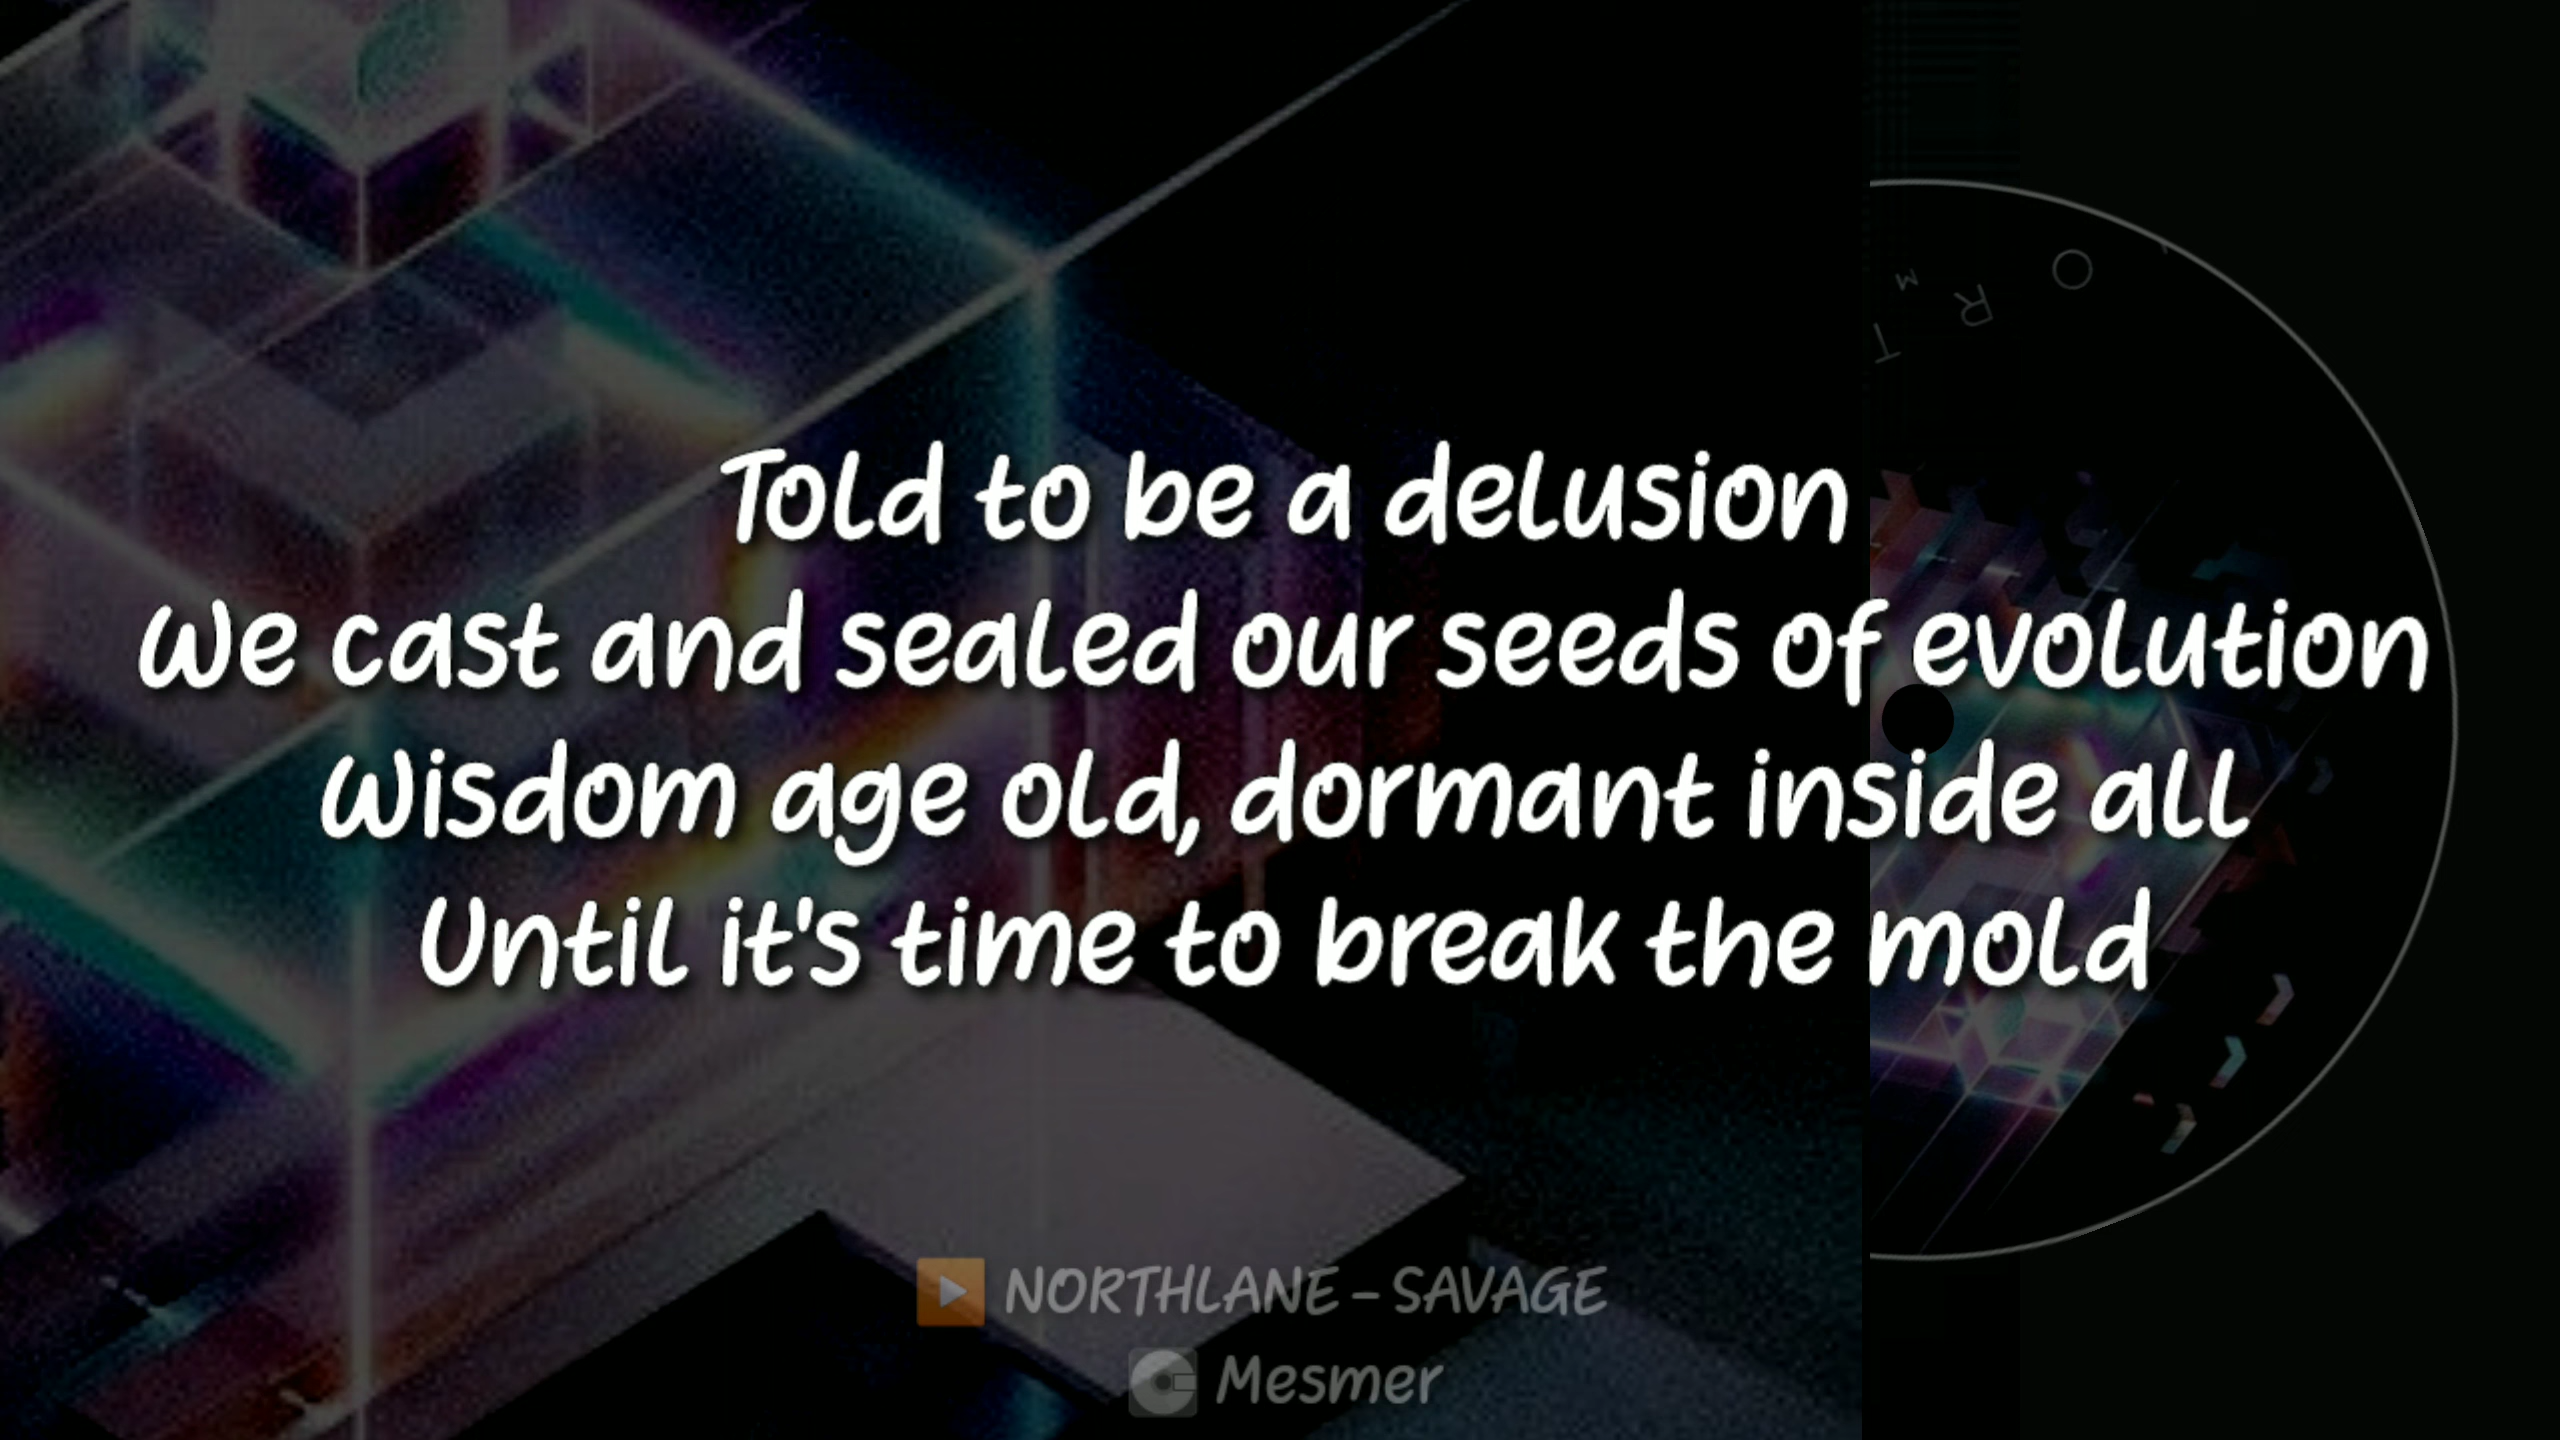 O
M
R
T
Told to be a delusion
We cast and sealed our seeds of evolution
Wisdom age old, dormant inside all
Until it's time to break the mold
NORTHLANE - SAVAGE
Mesmer